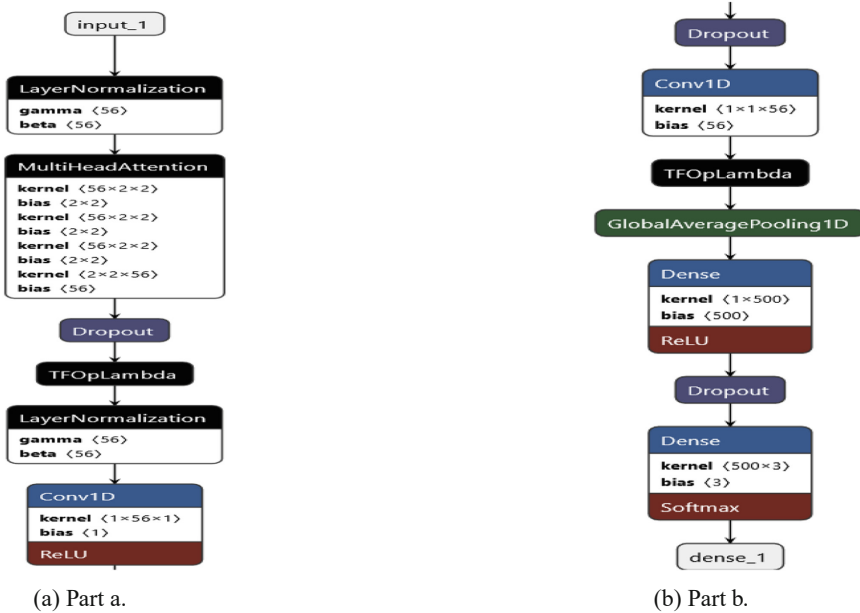 input_1
LayerNormalization
gamma ⟨56⟩
beta ⟨56⟩
MultiHeadAttention
kernel ⟨56×2×2⟩
bias ⟨2×2⟩
kernel ⟨56×2×2⟩
bias ⟨2×2⟩
kernel ⟨56×2×2⟩
bias ⟨2×2⟩
kernel ⟨2×2×56⟩
bias ⟨56⟩
Dropout
TFOpLambda
LayerNormalization
gamma ⟨56⟩
beta ⟨56⟩
Conv1D
kernel ⟨1×56×1⟩
bias ⟨1⟩
ReLU
(a) Part a.
Dropout
Conv1D
kernel ⟨1×1×56⟩
bias ⟨56⟩
TFOpLambda
GlobalAveragePooling1D
Dense
kernel ⟨1×500⟩
bias ⟨500⟩
ReLU
Dropout
Dense
kernel ⟨500×3⟩
bias ⟨3⟩
Softmax
dense_1
(b) Part b.